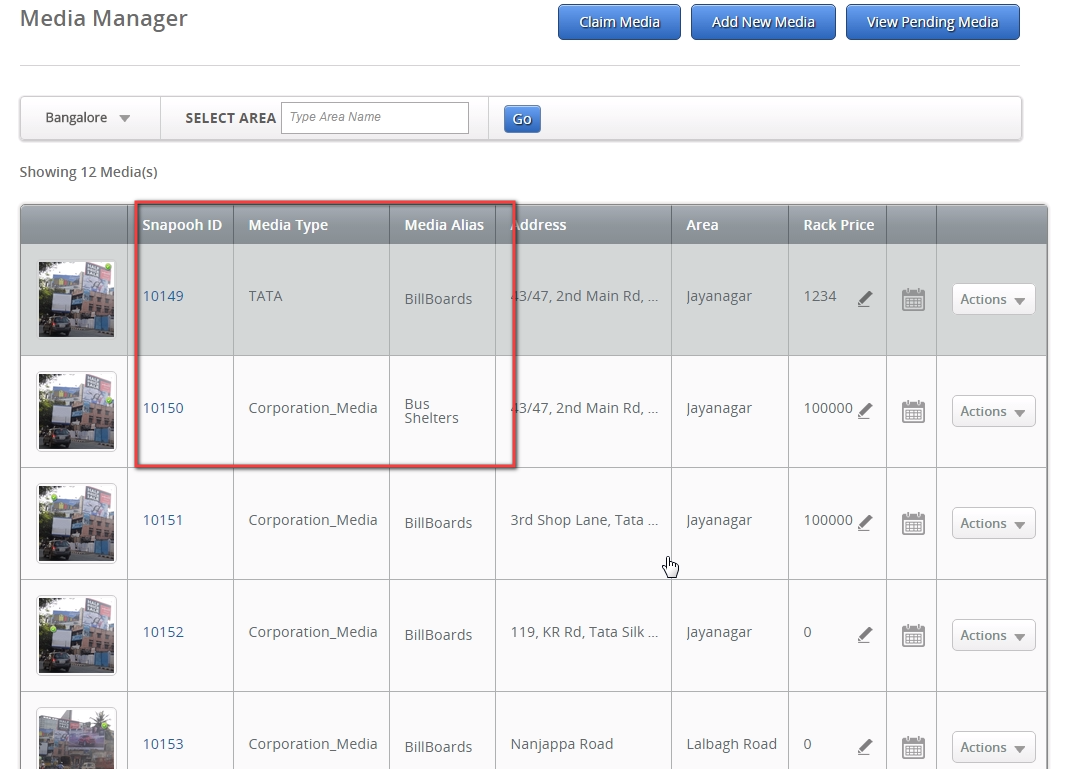 Media Manager
Claim Media
Add New Media
View Pending Media
Bangalore
SELECT AREA
Type Area Name
Go
Showing 12 Media(s)
Snapooh ID Media Type Media Alias Address Area Rack Price
10149 TATA BillBoards 43/47, 2nd Main Rd, ... Jayanagar 1234 Actions
10150 Corporation_Media Bus Shelters 43/47, 2nd Main Rd, ... Jayanagar 100000 Actions
10151 Corporation_Media BillBoards 3rd Shop Lane, Tata ... Jayanagar 100000 Actions
10152 Corporation_Media BillBoards 119, KR Rd, Tata Silk ... Jayanagar 0 Actions
10153 Corporation_Media BillBoards Nanjappa Road Lalbagh Road 0 Actions